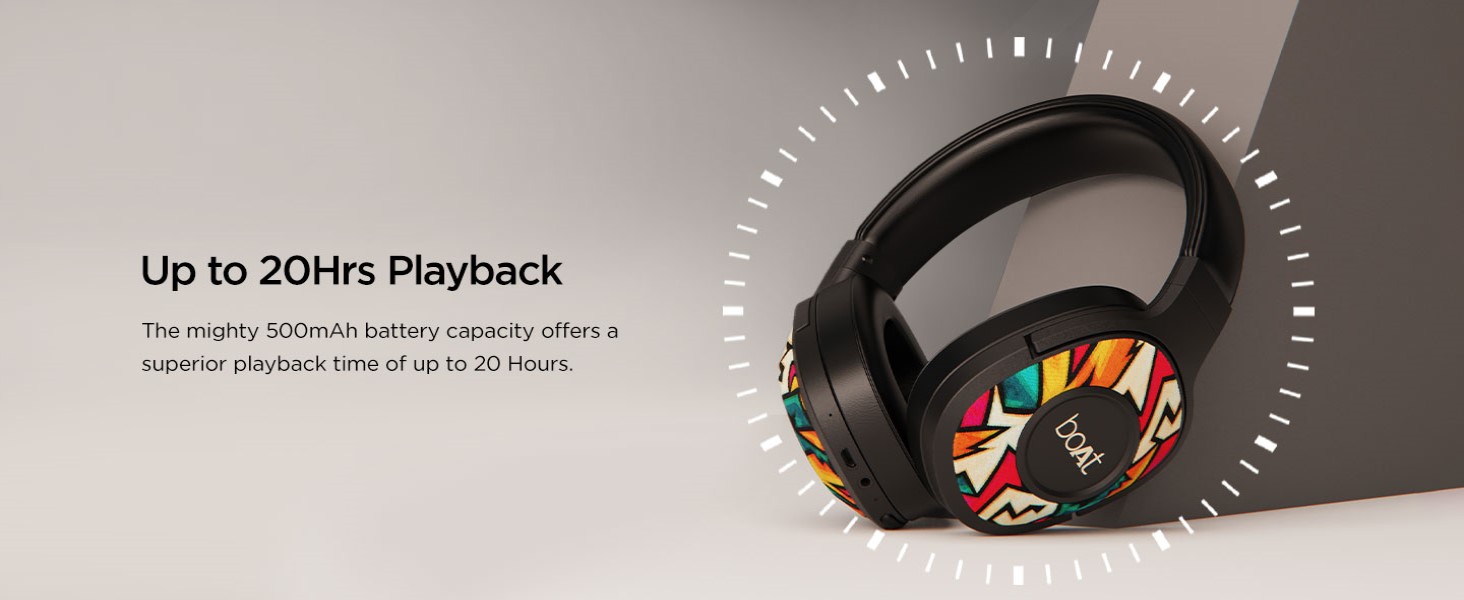 Up to 20Hrs Playback
The mighty 500mAh battery capacity offers a
superior playback time of up to 20 Hours.
boAt